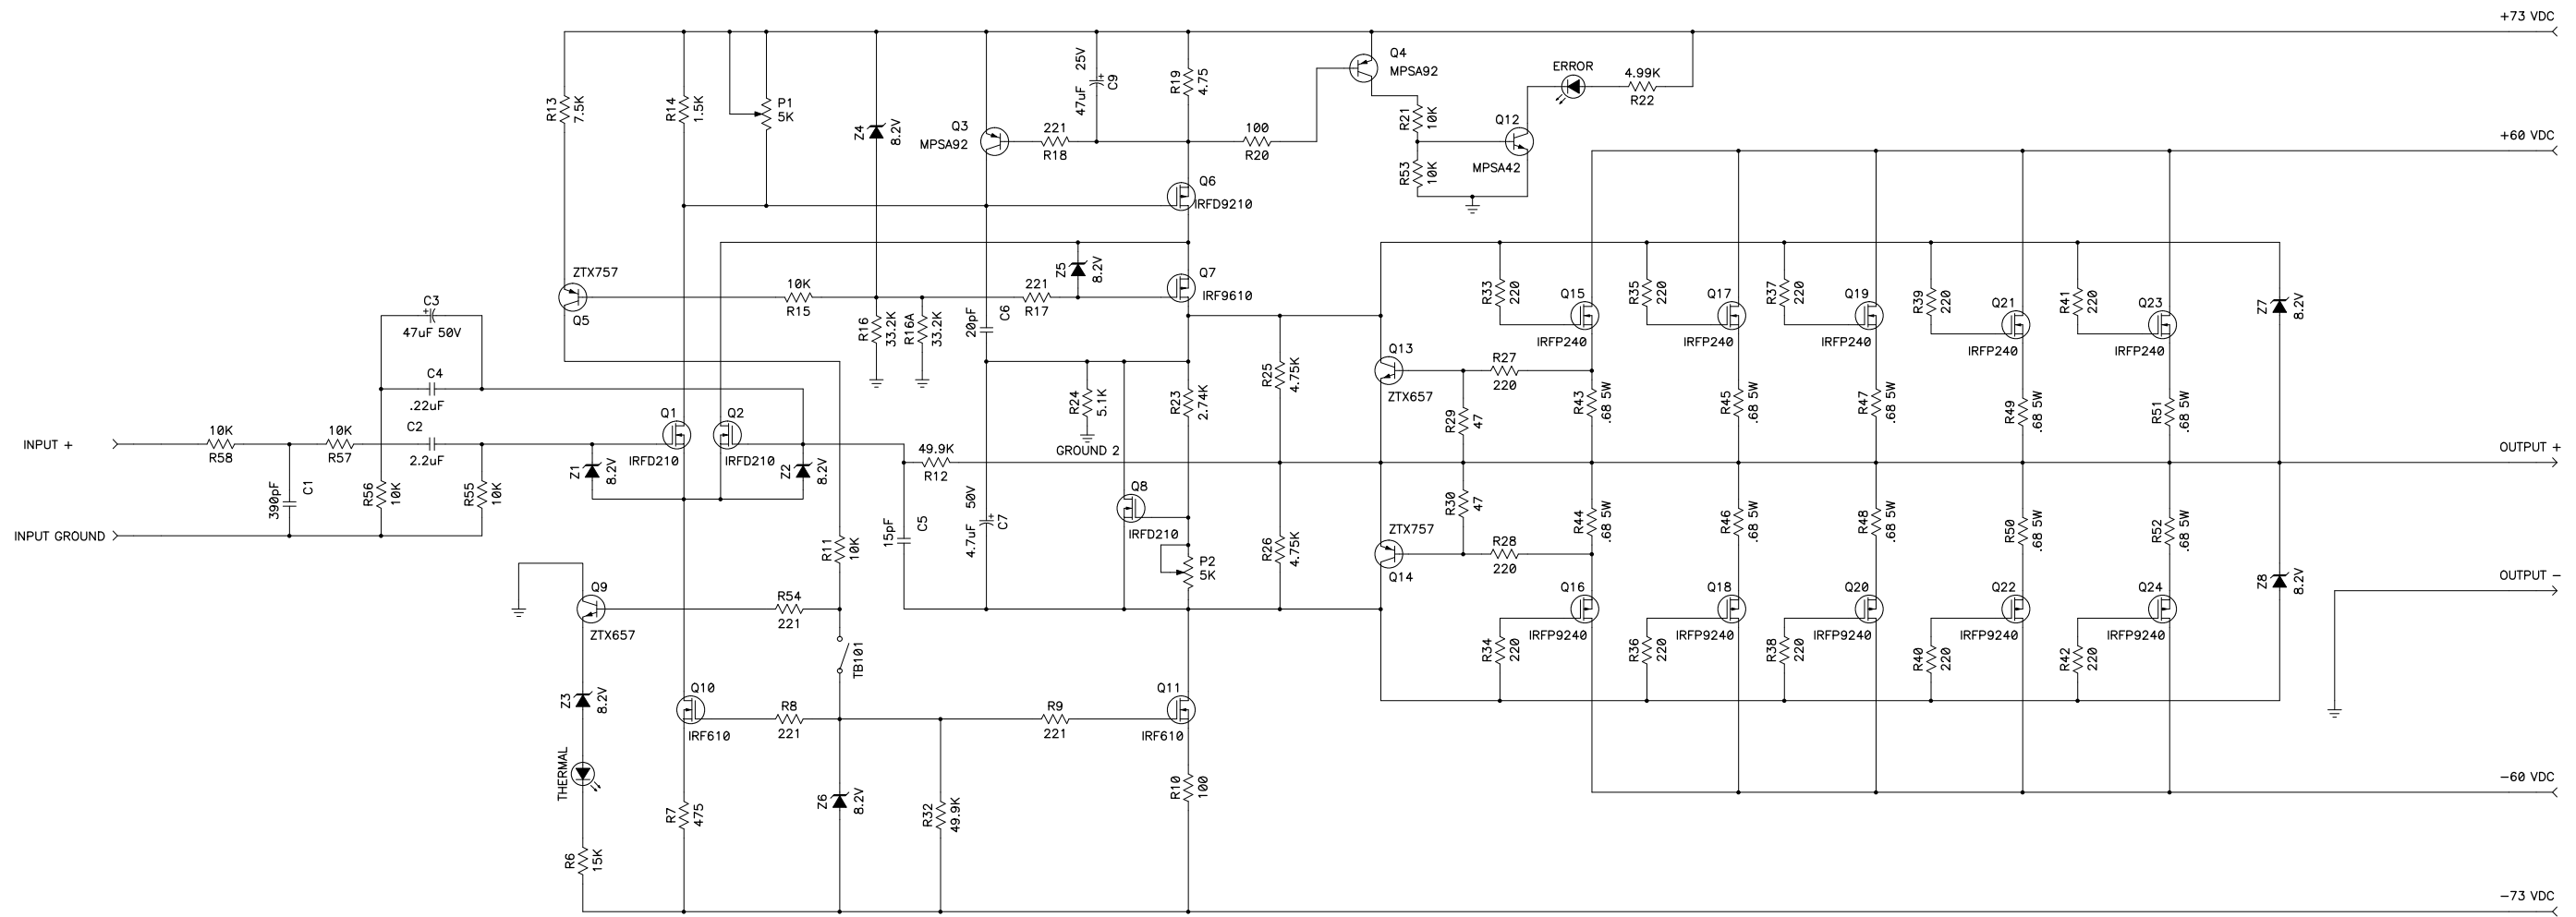 +73 VDC
25V
Q4
MPSA92
ERROR
4.99K
R22
R13
7.5K
R14
1.5K
P1
5K
Z4
8.2V
Q3
MPSA92
221
R18
47uF
C9
R19
4.75
100
R20
R21
10K
Q12
MPSA42
R53
10K
+60 VDC
Q6
IRFD9210
ZTX757
Q5
10K
R15
R16
33.2K
R16A
33.2K
Z5
8.2V
221
R17
Q7
IRF9610
20pF
C6
R33
220
Q15
IRFP240
R35
220
Q17
IRFP240
R37
220
Q19
IRFP240
R39
220
Q21
IRFP240
R41
220
Q23
IRFP240
Z7
8.2V
C3
+
47uF 50V
C4
.22uF
C2
2.2uF
INPUT +
10K
R58
10K
R57
390pF
C1
R56
10K
R55
10K
INPUT GROUND
Z1
8.2V
Q1
IRFD210
Q2
IRFD210
Z2
8.2V
49.9K
R12
R24
5.1K
GROUND 2
R23
2.74K
R25
4.75K
Q13
ZTX657
R27
220
R29
47
R43
.68 5W
R45
.68 5W
R47
.68 5W
R49
.68 5W
R51
.68 5W
OUTPUT +
R11
10K
15pF
C5
4.7uF 50V
C7
Q8
IRFD210
P2
5K
R26
4.75K
R30
47
ZTX757
Q14
R28
220
R44
.68 5W
R46
.68 5W
R48
.68 5W
R50
.68 5W
R52
.68 5W
OUTPUT −
Q9
ZTX657
R54
221
TB101
Q16
IRFP9240
R34
220
Q18
IRFP9240
R36
220
Q20
IRFP9240
R38
220
Q22
IRFP9240
R40
220
Q24
IRFP9240
R42
220
Z8
8.2V
Z3
8.2V
Q10
IRF610
R8
221
R9
221
Q11
IRF610
THERMAL
R7
475
Z6
8.2V
R32
49.9K
R10
100
−60 VDC
R6
15K
−73 VDC